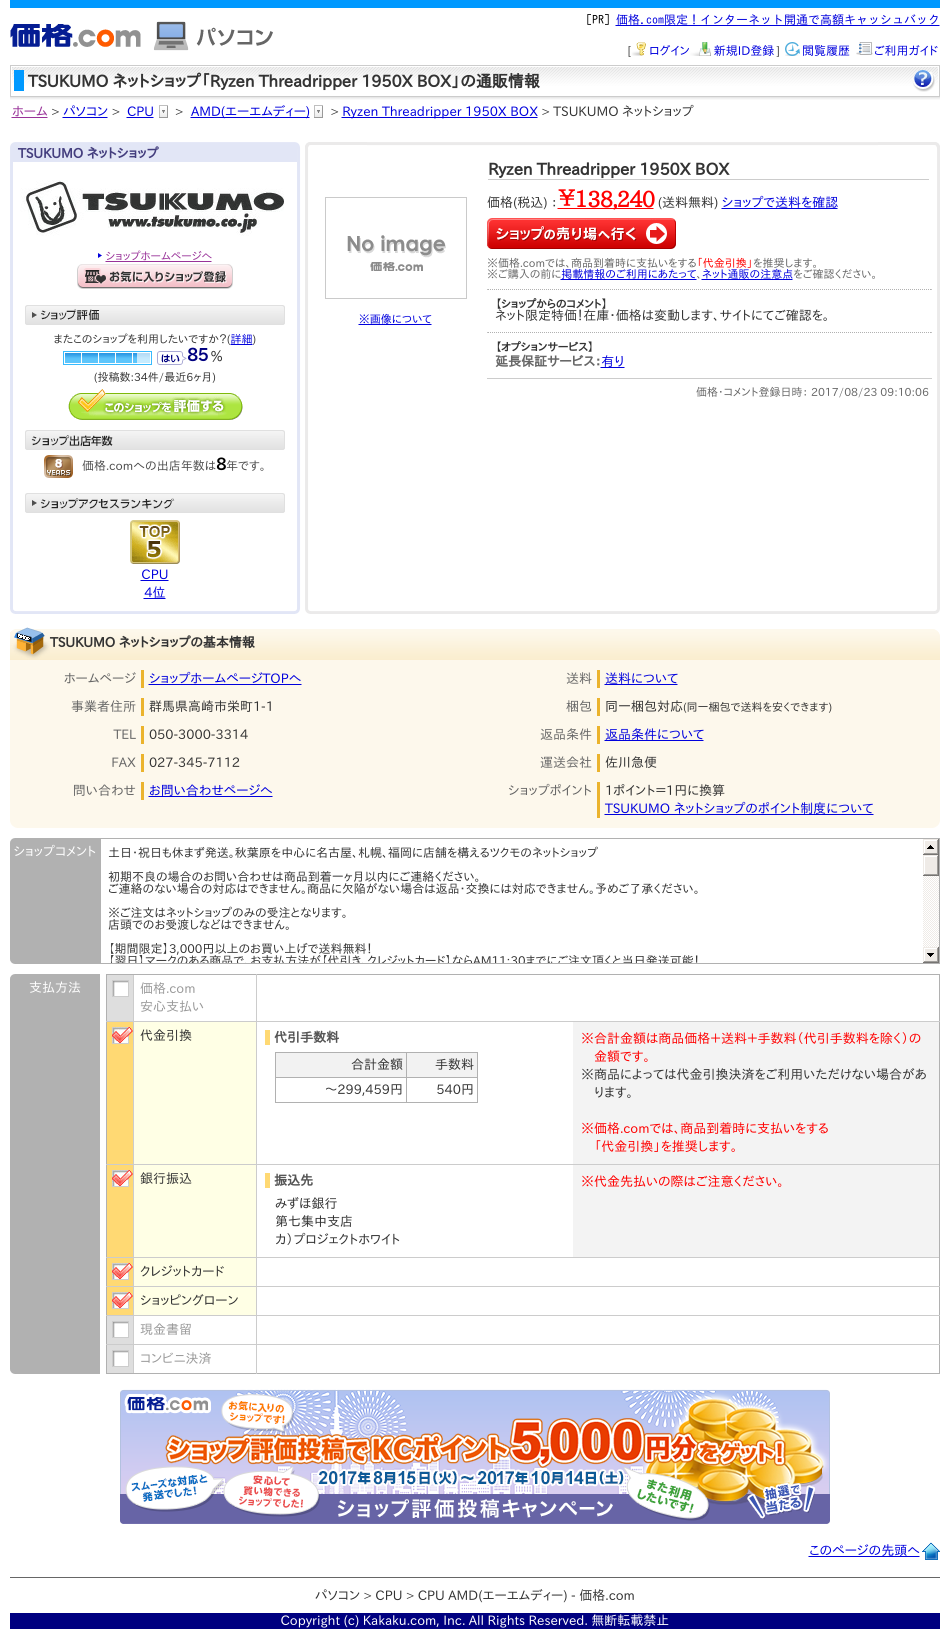 [PR] 価格.com限定！インターネット開通で高額キャッシュバック
価格.com パソコン
[ログイン 新規ID登録] 閲覧履歴 ご利用ガイド
TSUKUMO ネットショップ「Ryzen Threadripper 1950X BOX」の通販情報 ?
ホーム > パソコン > CPU > AMD(エーエムディー) > Ryzen Threadripper 1950X BOX > TSUKUMO ネットショップ
TSUKUMO ネットショップ
TSUKUMO
www.tsukumo.co.jp
ショップホームページへ
お気に入りショップ登録
ショップ評価
またこのショップを利用したいですか?(詳細)
はい 85%
(投稿数:34件/最近6ヶ月)
このショップを評価する
ショップ出店年数
8 YEARS 価格.comへの出店年数は8年です。
ショップアクセスランキング
TOP
5
CPU
4位
No image
価格.com
※画像について
Ryzen Threadripper 1950X BOX
価格(税込)：¥138,240 (送料無料) ショップで送料を確認
ショップの売り場へ行く
※価格.comでは、商品到着時に支払いをする「代金引換」を推奨します。
※ご購入の前に掲載情報のご利用にあたって、ネット通販の注意点をご確認ください。
【ショップからのコメント】
ネット限定特価!在庫・価格は変動します、サイトにてご確認を。
【オプションサービス】
延長保証サービス:有り
価格・コメント登録日時： 2017/08/23 09:10:06
TSUKUMO ネットショップの基本情報
ホームページ ショップホームページTOPへ
事業者住所 群馬県高崎市栄町1-1
TEL 050-3000-3314
FAX 027-345-7112
問い合わせ お問い合わせページへ
送料 送料について
梱包 同一梱包対応(同一梱包で送料を安くできます)
返品条件 返品条件について
運送会社 佐川急便
ショップポイント 1ポイント=1円に換算
TSUKUMO ネットショップのポイント制度について
ショップコメント
土日・祝日も休まず発送。秋葉原を中心に名古屋、札幌、福岡に店舗を構えるツクモのネットショップ
初期不良の場合のお問い合わせは商品到着一ヶ月以内にご連絡ください。
ご連絡のない場合の対応はできません。商品に欠陥がない場合は返品・交換には対応できません。予めご了承ください。
※ご注文はネットショップのみの受注となります。
店頭でのお受渡しなどはできません。
【期間限定】3,000円以上のお買い上げで送料無料!
【翌日】マークのある商品で、お支払方法が【代引き、クレジットカード】ならAM11:30までにご注文頂くと当日発送可能!
支払方法
価格.com
安心支払い
代金引換
代引手数料
合計金額 手数料
～299,459円 540円
※合計金額は商品価格＋送料＋手数料（代引手数料を除く）の
金額です。
※商品によっては代金引換決済をご利用いただけない場合があ
ります。
※価格.comでは、商品到着時に支払いをする
「代金引換」を推奨します。
銀行振込
振込先
みずほ銀行
第七集中支店
カ）プロジェクトホワイト
※代金先払いの際はご注意ください。
クレジットカード
ショッピングローン
現金書留
コンビニ決済
価格.com
お気に入りの
ショップです!
ショップ評価投稿でKCポイント5,000円分をゲット!
2017年8月15日(火)～2017年10月14日(土)
スムーズな対応と
発送でした!
安心して
買い物できる
ショップでした!
また利用
したいです!
抽選で
当たる
ショップ評価投稿キャンペーン
このページの先頭へ
パソコン > CPU > CPU AMD(エーエムディー) - 価格.com
Copyright (c) Kakaku.com, Inc. All Rights Reserved. 無断転載禁止